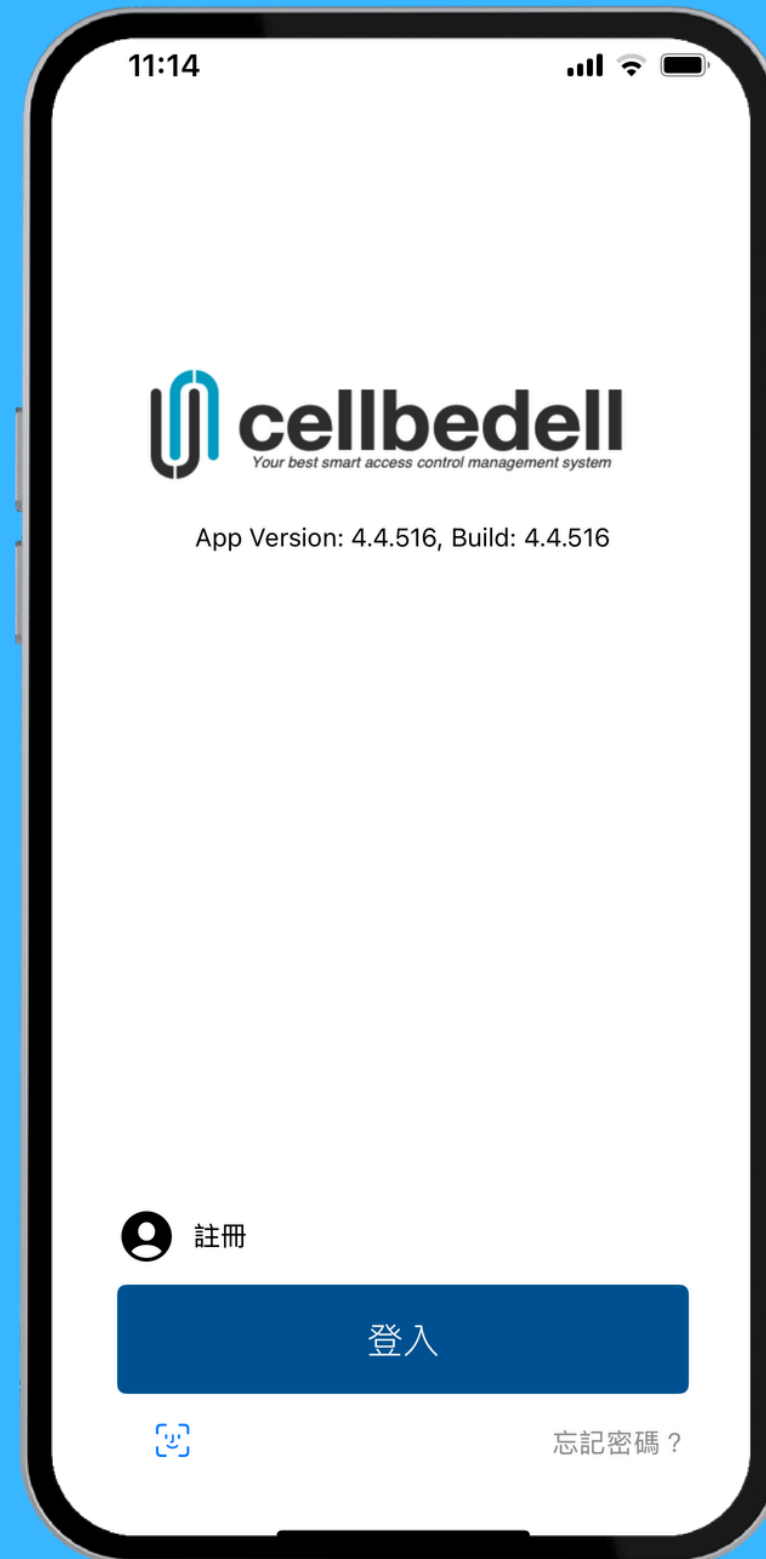 11:14
cellbedell
Your best smart access control management system
App Version: 4.4.516, Build: 4.4.516
註冊
登入
忘記密碼？